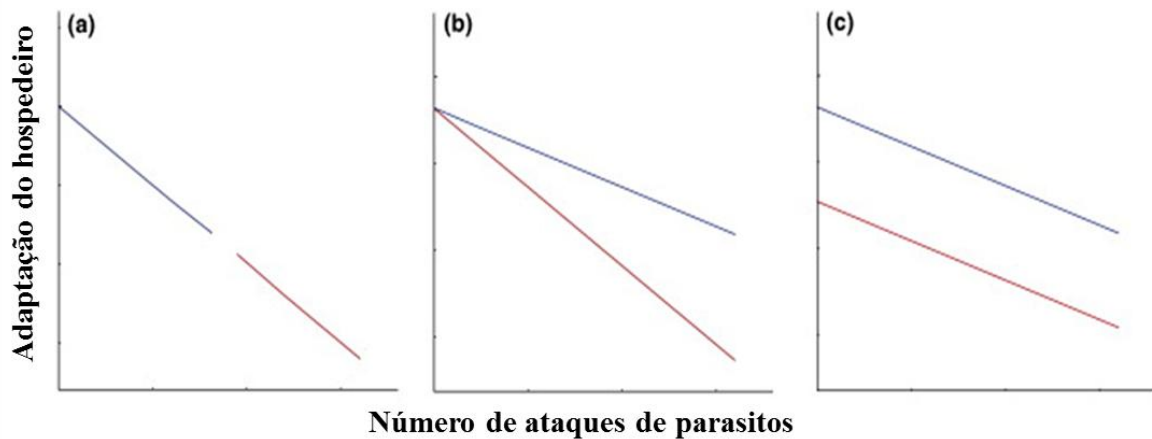 (a)
(b)
(c)
Adaptação do hospedeiro
Número de ataques de parasitos